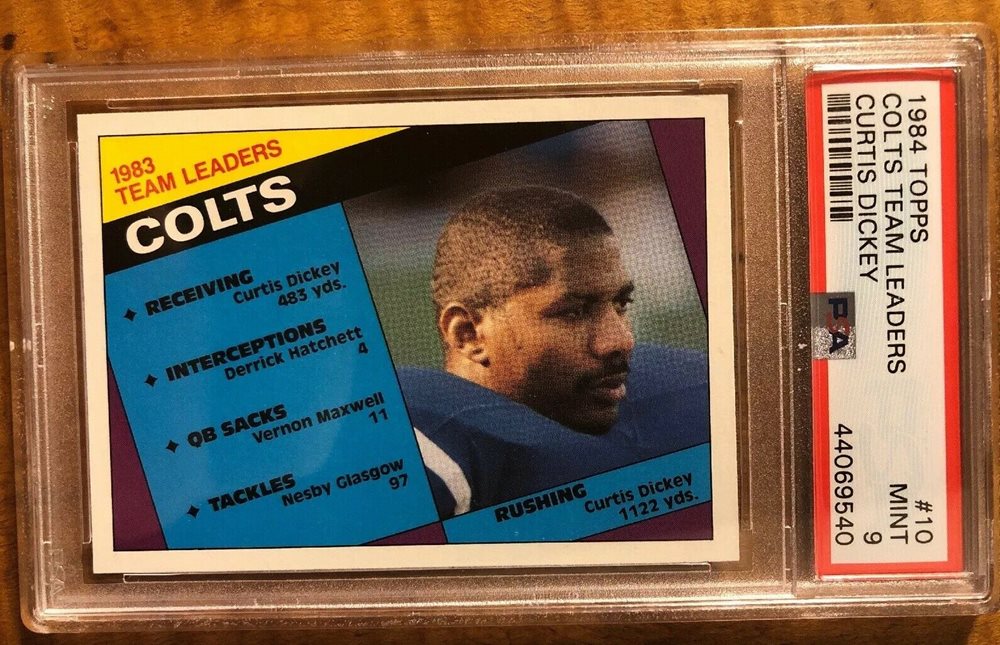 1983
TEAM LEADERS
COLTS
RECEIVING
Curtis Dickey
483 yds.
INTERCEPTIONS
Derrick Hatchett
4
QB SACKS
Vernon Maxwell
11
TACKLES
Nesby Glasgow
97
RUSHING
Curtis Dickey
1122 yds.
1984 TOPPS
COLTS TEAM LEADERS
CURTIS DICKEY
PSA
#10
MINT
9
44069540